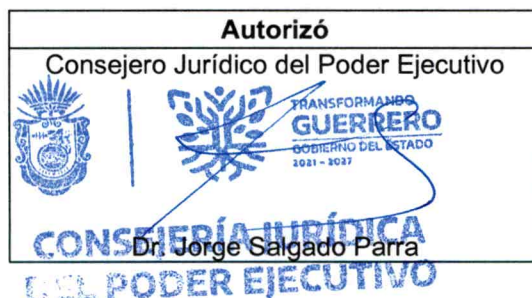 Autorizó
Consejero Jurídico del Poder Ejecutivo
TRANSFORMANDO
GUERRERO
GOBIERNO DEL ESTADO
2021 - 2027
CONSEJERÍA JURÍDICA
Dr. Jorge Salgado Parra
DEL PODER EJECUTIVO